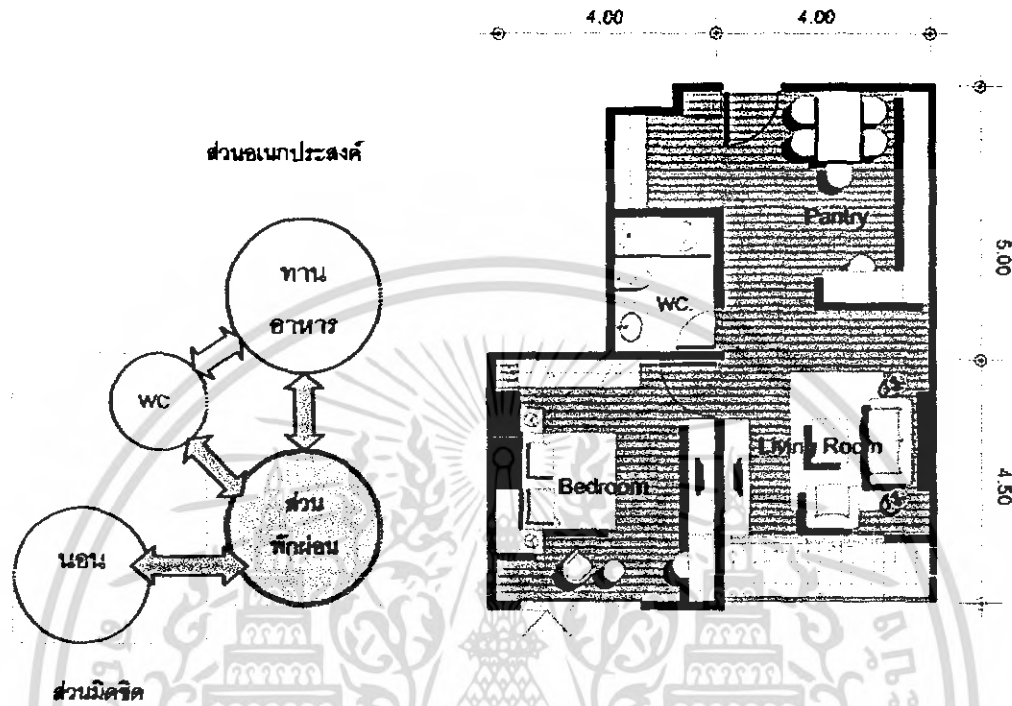 4.00
4.00
ส่วนอเนกประสงค์
ทาน
อาหาร
Pantry
5.00
WC.
WC
ส่วน
พักผ่อน
Living Room
Bedroom
4.50
นอน
ส่วนมิดชิด